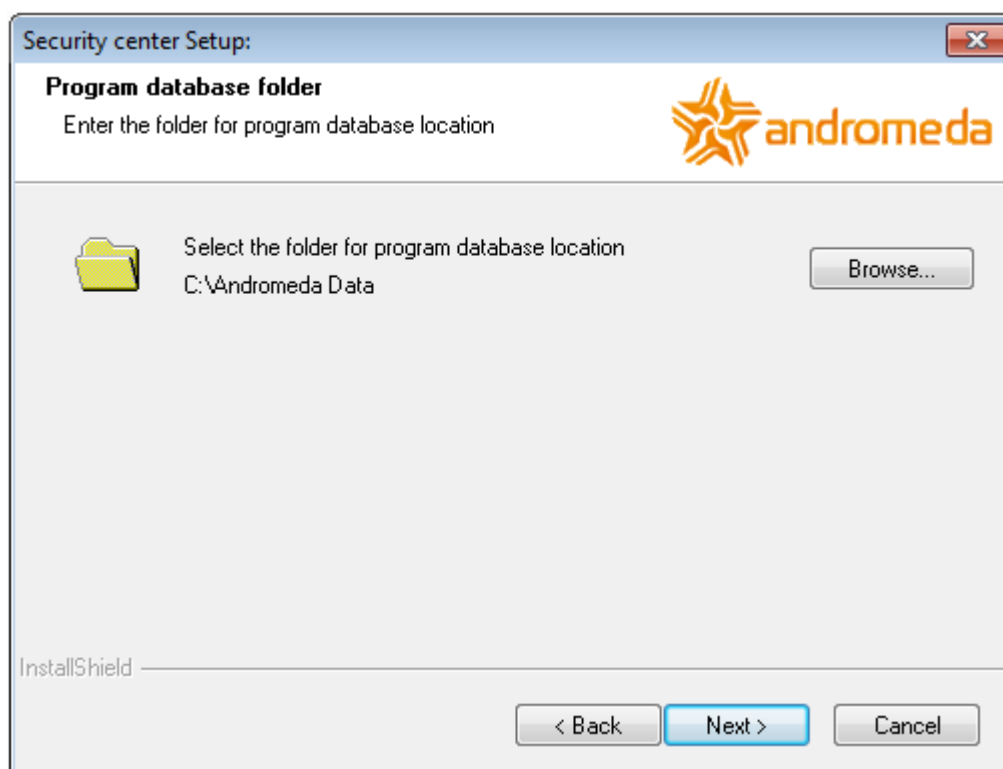 Security center Setup:
Program database folder
Enter the folder for program database location
andromeda
Select the folder for program database location
C:\Andromeda Data
Browse...
InstallShield
< Back
Next >
Cancel